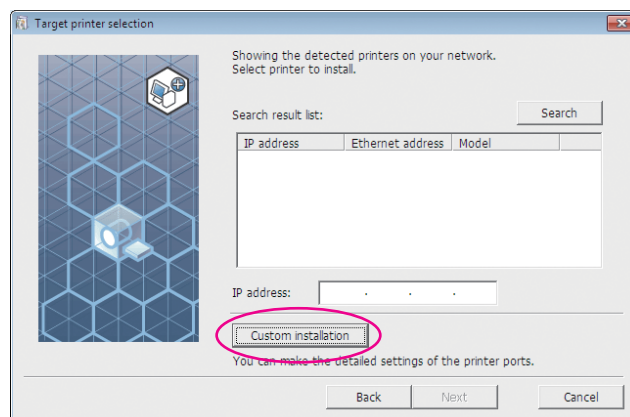 Target printer selection
Showing the detected printers on your network.
Select printer to install.
Search result list:
Search
IP address Ethernet address Model
IP address: . . .
Custom installation
You can make the detailed settings of the printer ports.
Back Next Cancel